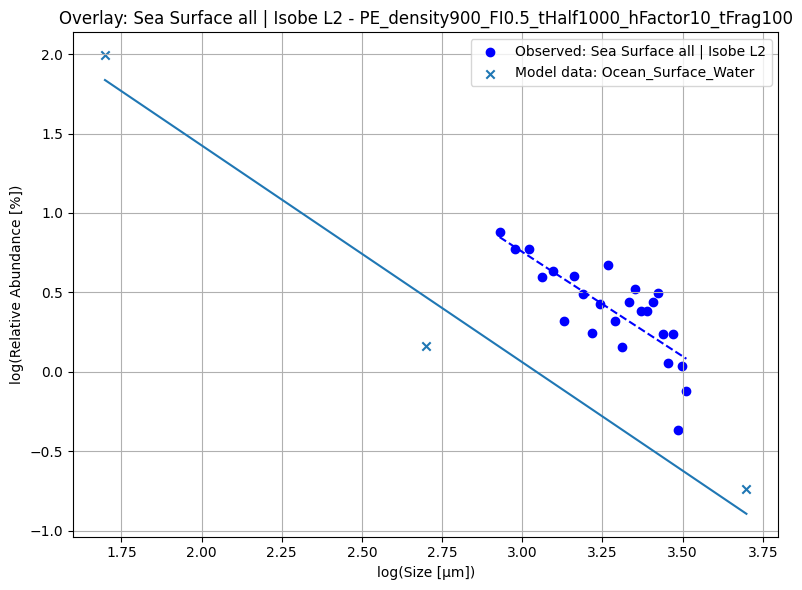 Overlay: Sea Surface all | Isobe L2 - PE_density900_FI0.5_tHalf1000_hFactor10_tFrag100
Observed: Sea Surface all | Isobe L2
Model data: Ocean_Surface_Water
log(Relative Abundance [%])
2.0
1.5
1.0
0.5
0.0
−0.5
−1.0
1.75 2.00 2.25 2.50 2.75 3.00 3.25 3.50 3.75
log(Size [μm])